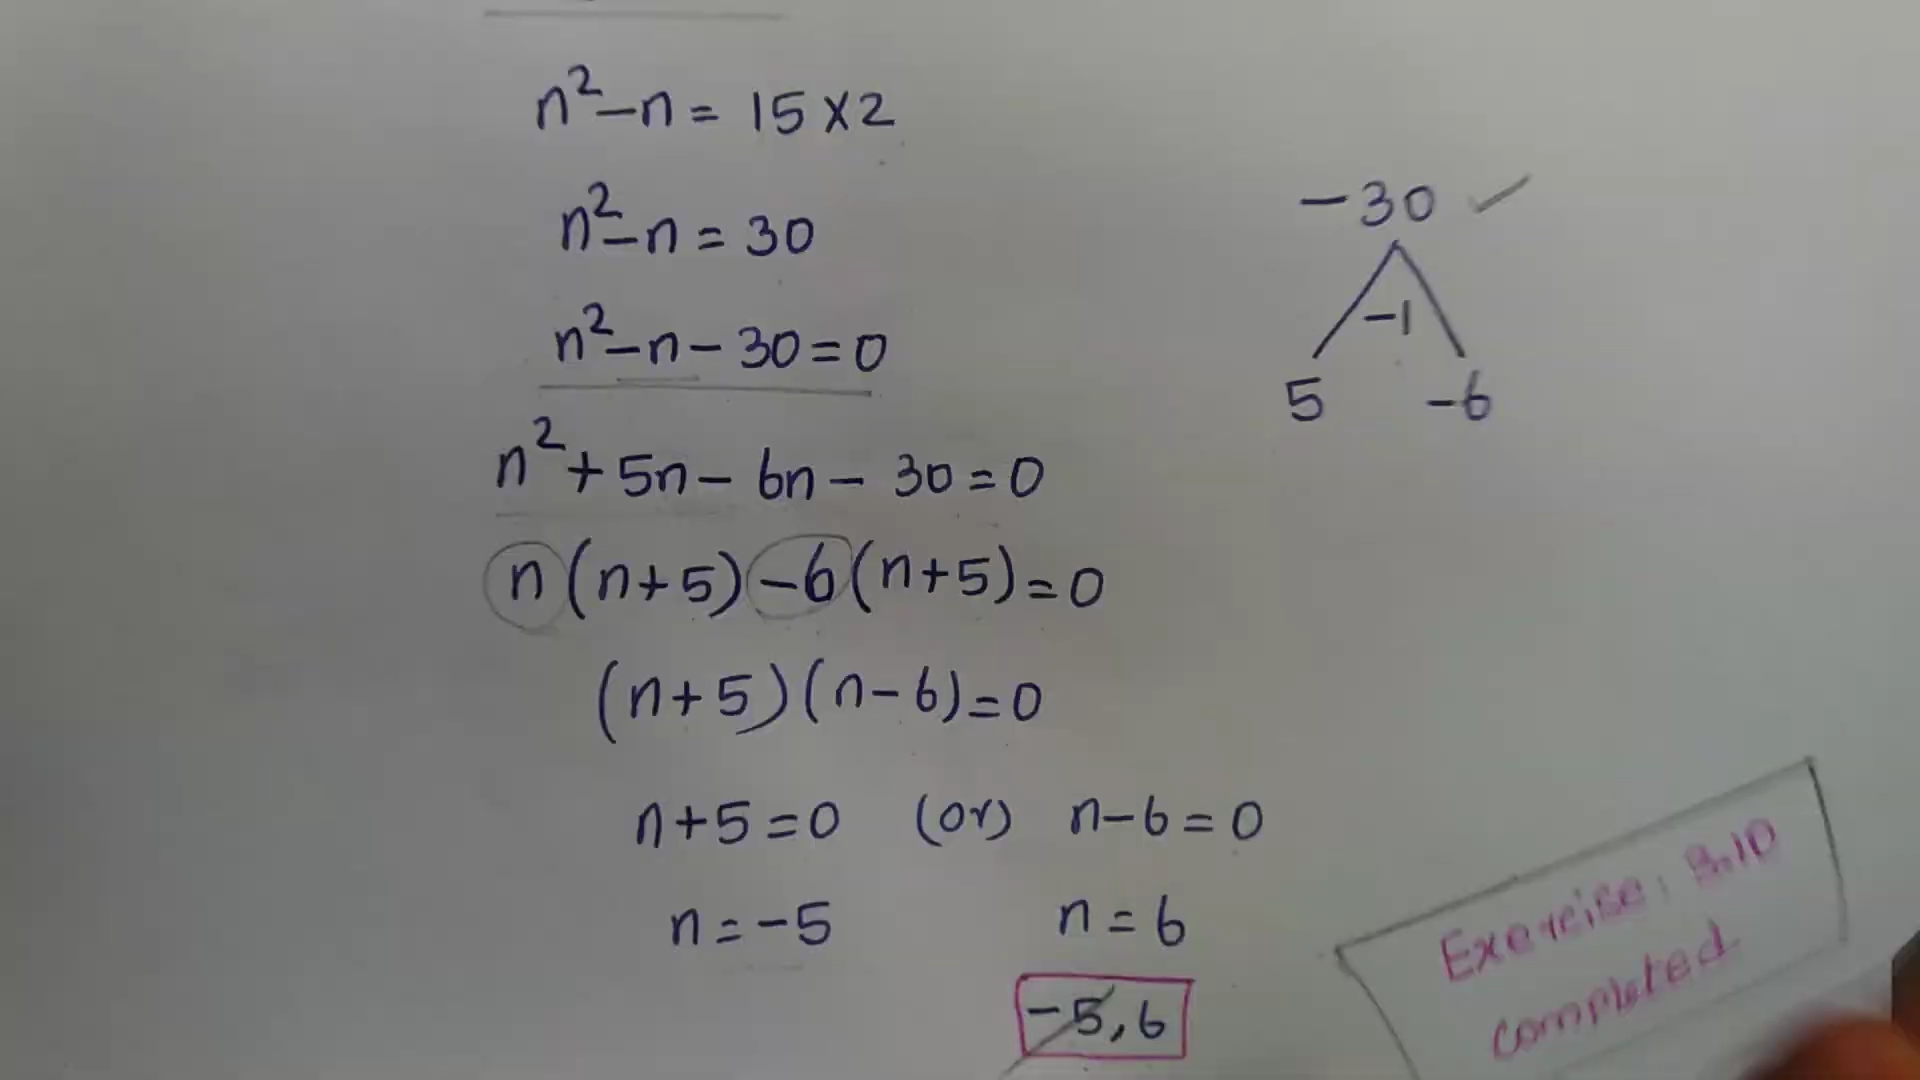 n²-n= 15×2
n²-n=30
n²-n-30=0
n²+5n-6n-30=0
n(n+5)-6(n+5)=0
(n+5)(n-6)=0
n+5=0 (or) n-6=0
n=-5 n=6
-5,6
-30 ✓
-1
5 -6
Exercise: 3.10
completed